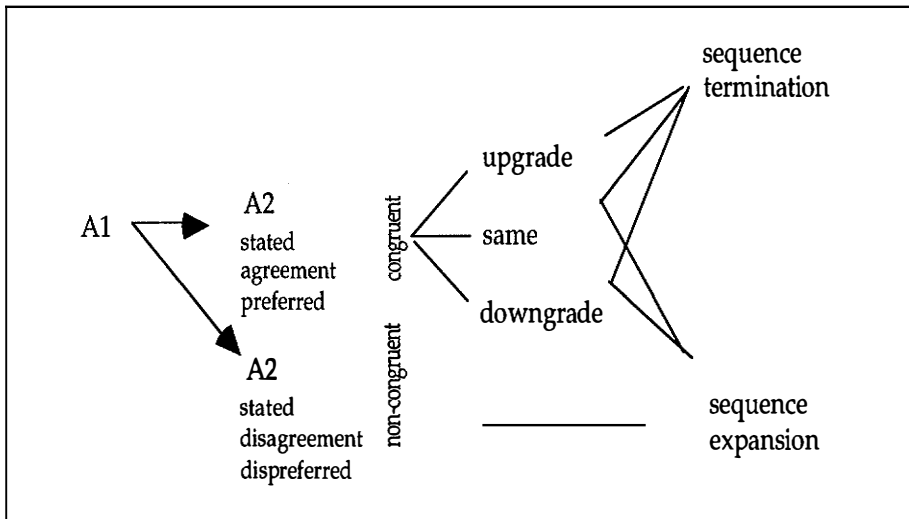 A1
A2
stated
agreement
preferred
A2
stated
disagreement
dispreferred
congruent
non-congruent
upgrade
same
downgrade
sequence
termination
sequence
expansion